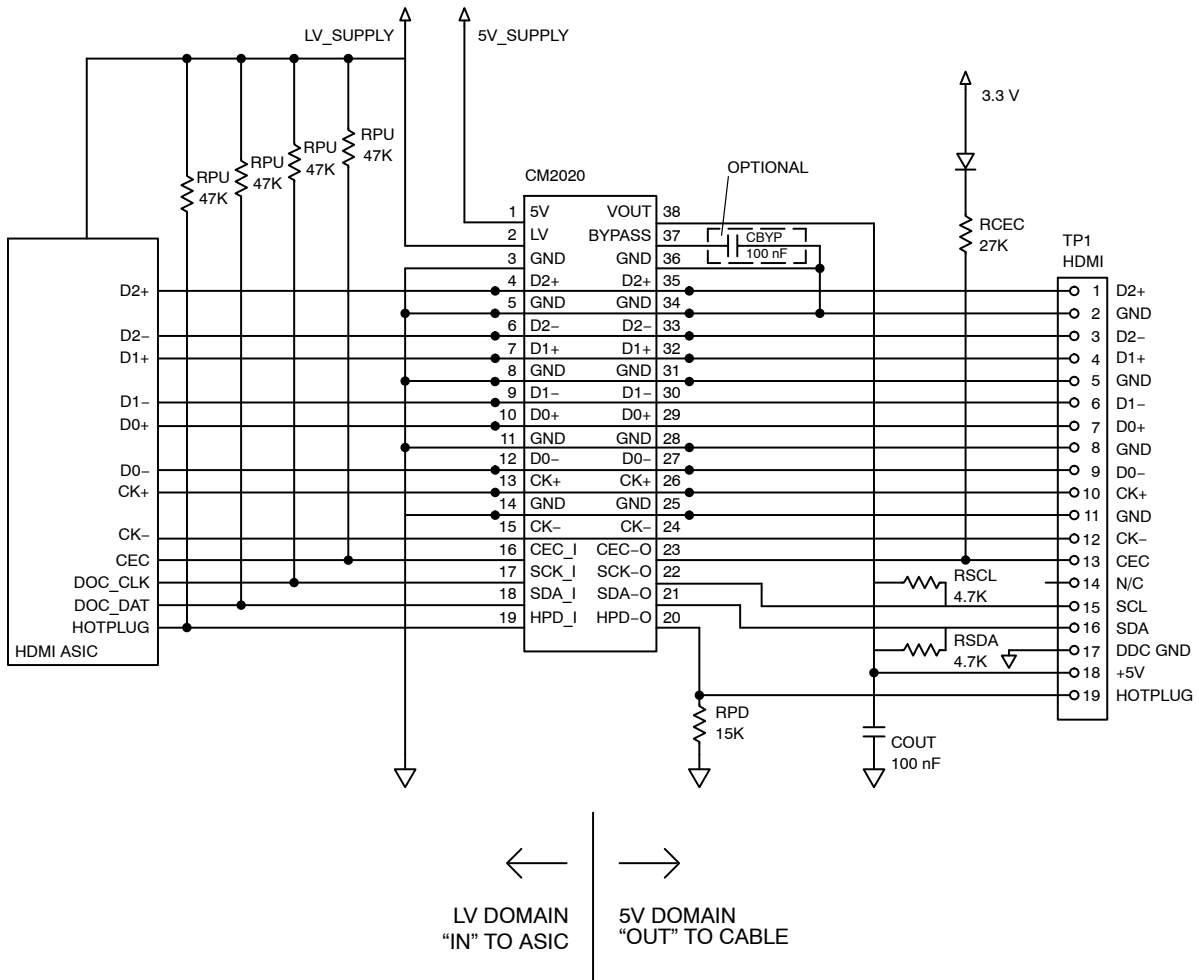 LV_SUPPLY
5V_SUPPLY
3.3 V
RPU
47K
RPU
47K
RPU
47K
RPU
47K
OPTIONAL
CM2020
RCEC
27K
TP1
HDMI
1 5V VOUT 38
2 LV BYPASS 37
CBYP
100 nF
3 GND GND 36
4 D2+ D2+ 35
5 GND GND 34
6 D2− D2− 33
7 D1+ D1+ 32
8 GND GND 31
9 D1− D1− 30
10 D0+ D0+ 29
11 GND GND 28
12 D0− D0− 27
13 CK+ CK+ 26
14 GND GND 25
15 CK− CK− 24
16 CEC_I CEC−O 23
17 SCK_I SCK−O 22
18 SDA_I SDA−O 21
19 HPD_I HPD−O 20
D2+
D2−
D1+
D1−
D0+
D0−
CK+
CK−
CEC
DOC_CLK
DOC_DAT
HOTPLUG
HDMI ASIC
1 D2+
2 GND
3 D2−
4 D1+
5 GND
6 D1−
7 D0+
8 GND
9 D0−
10 CK+
11 GND
12 CK−
13 CEC
14 N/C
15 SCL
16 SDA
17 DDC GND
18 +5V
19 HOTPLUG
RSCL
4.7K
RSDA
4.7K
RPD
15K
COUT
100 nF
LV DOMAIN
“IN” TO ASIC
5V DOMAIN
“OUT” TO CABLE